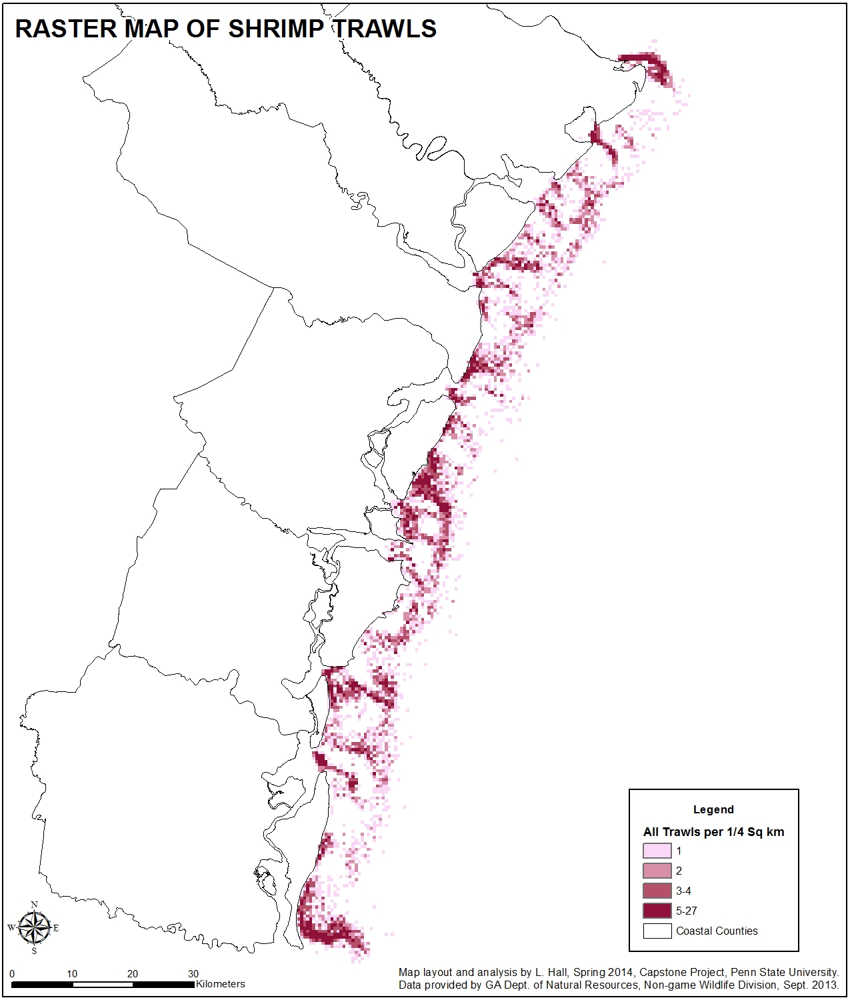 RASTER MAP OF SHRIMP TRAWLS
Legend
All Trawls per 1/4 Sq km
1
2
3-4
5-27
Coastal Counties
N
W E
S
0 10 20 30
Kilometers
Map layout and analysis by L. Hall, Spring 2014, Capstone Project, Penn State University.
Data provided by GA Dept. of Natural Resources, Non-game Wildlife Division, Sept. 2013.